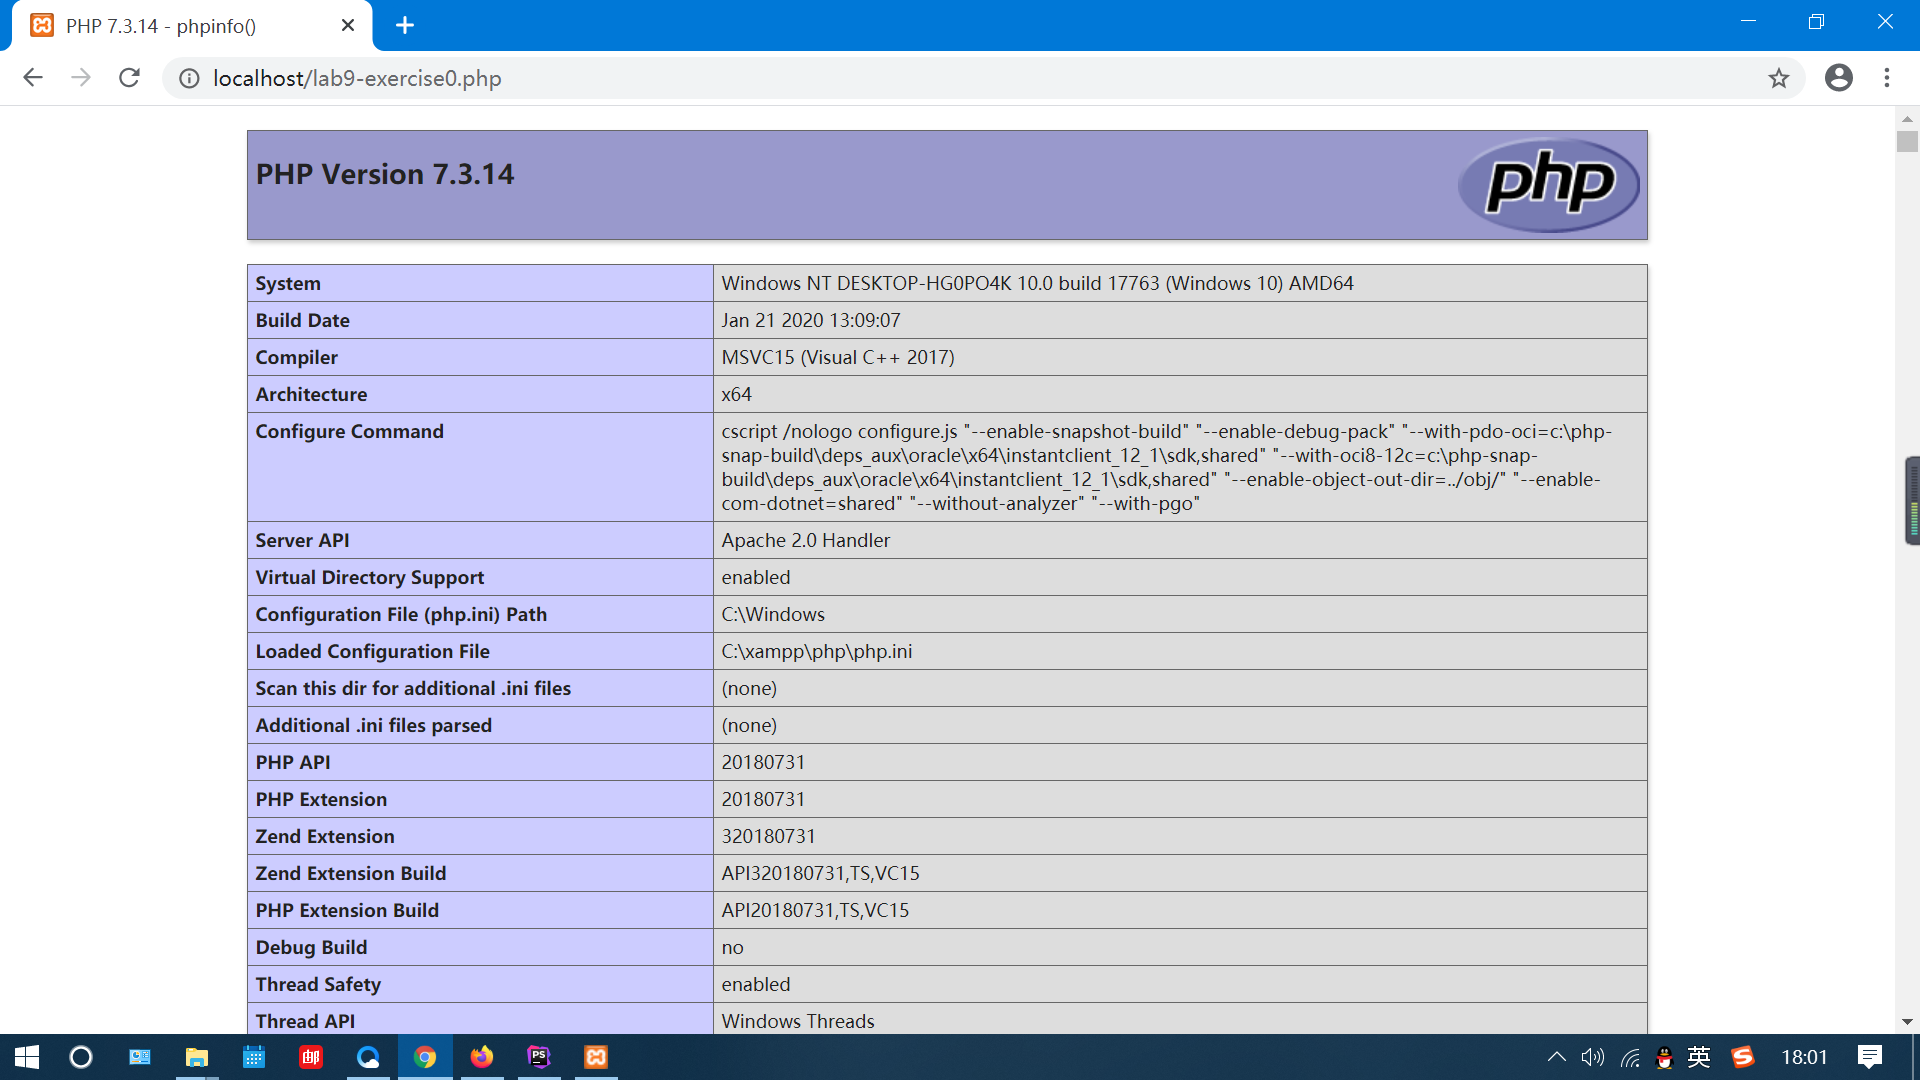 PHP 7.3.14 - phpinfo()
localhost/lab9-exercise0.php
PHP Version 7.3.14
php
System Windows NT DESKTOP-HG0PO4K 10.0 build 17763 (Windows 10) AMD64
Build Date Jan 21 2020 13:09:07
Compiler MSVC15 (Visual C++ 2017)
Architecture x64
Configure Command cscript /nologo configure.js "--enable-snapshot-build" "--enable-debug-pack" "--with-pdo-oci=c:\php-
snap-build\deps_aux\oracle\x64\instantclient_12_1\sdk,shared" "--with-oci8-12c=c:\php-snap-
build\deps_aux\oracle\x64\instantclient_12_1\sdk,shared" "--enable-object-out-dir=../obj/" "--enable-
com-dotnet=shared" "--without-analyzer" "--with-pgo"
Server API Apache 2.0 Handler
Virtual Directory Support enabled
Configuration File (php.ini) Path C:\Windows
Loaded Configuration File C:\xampp\php\php.ini
Scan this dir for additional .ini files (none)
Additional .ini files parsed (none)
PHP API 20180731
PHP Extension 20180731
Zend Extension 320180731
Zend Extension Build API320180731,TS,VC15
PHP Extension Build API20180731,TS,VC15
Debug Build no
Thread Safety enabled
Thread API Windows Threads
邮
PS
英
18:01